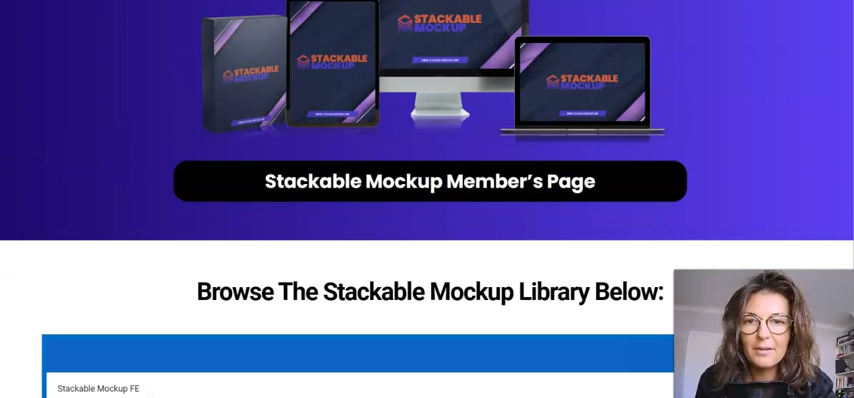 STACKABLE
MOCKUP
STACKABLE
MOCKUP
STACKABLE
MOCKUP
STACKABLE
MOCKUP
Stackable Mockup Member's Page
Browse The Stackable Mockup Library Below:
Stackable Mockup FE